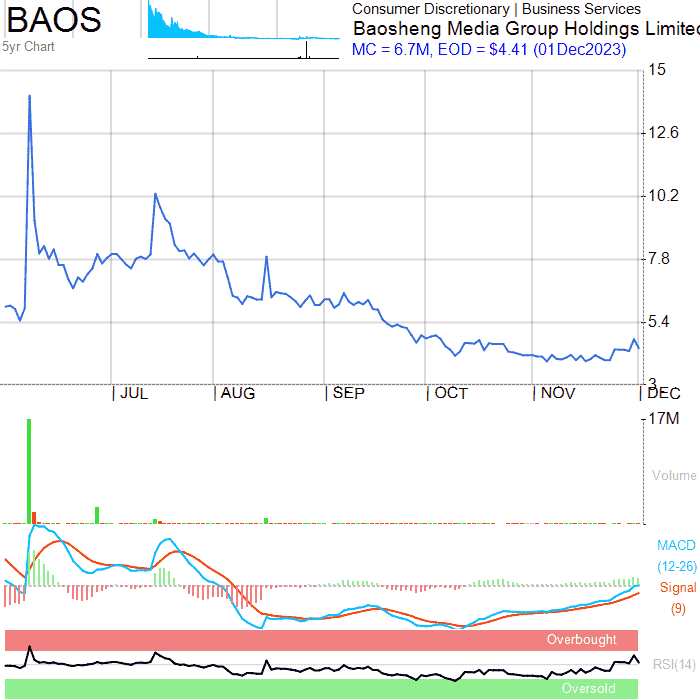 BAOS
5yr Chart
Consumer Discretionary | Business Services
Baosheng Media Group Holdings Limited
MC = 6.7M, EOD = $4.41 (01Dec2023)
15
12.6
10.2
7.8
5.4
3
| JUL
| AUG
| SEP
| OCT
| NOV
| DEC
17M
Volume
MACD
(12-26)
Signal
(9)
Overbought
RSI(14)
Oversold